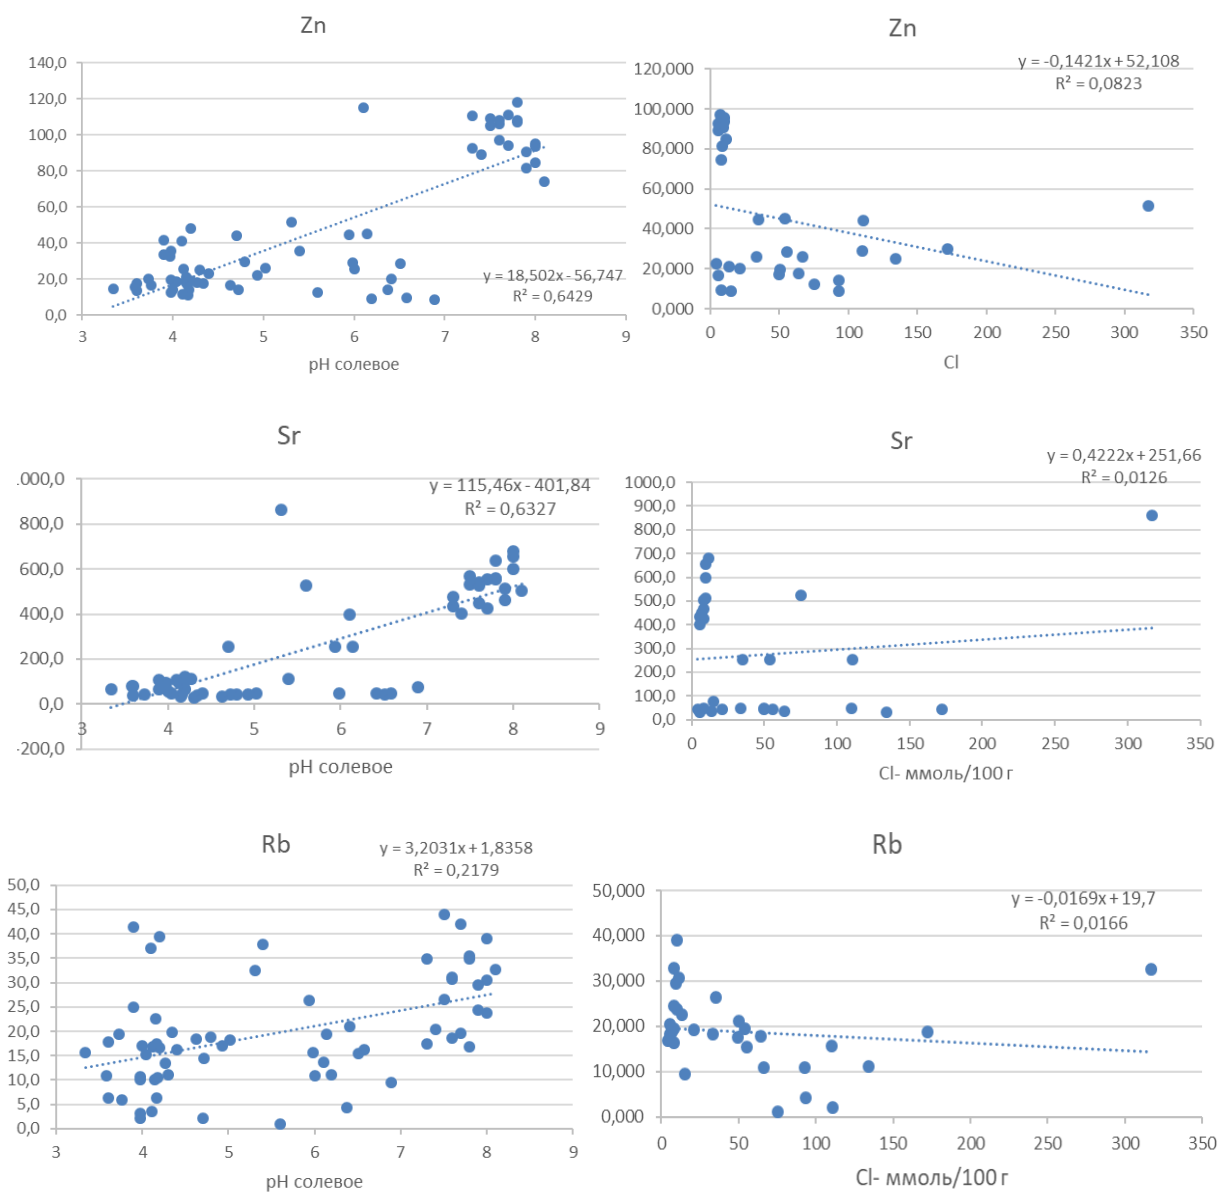 Zn
140,0
120,0
100,0
80,0
60,0
40,0
20,0
0,0
y = 18,502x - 56,747
R² = 0,6429
3 4 5 6 7 8 9
pH солевое
Zn
y = -0,1421x + 52,108
R² = 0,0823
120,000
100,000
80,000
60,000
40,000
20,000
0,000
0 50 100 150 200 250 300 350
Cl
Sr
.000,0
800,0
600,0
400,0
200,0
0,0
-200,0
y = 115,46x - 401,84
R² = 0,6327
3 4 5 6 7 8 9
pH солевое
Sr
y = 0,4222x + 251,66
R² = 0,0126
1000,0
900,0
800,0
700,0
600,0
500,0
400,0
300,0
200,0
100,0
0,0
0 50 100 150 200 250 300 350
Cl- ммоль/100 г
Rb
y = 3,2031x + 1,8358
R² = 0,2179
50,0
45,0
40,0
35,0
30,0
25,0
20,0
15,0
10,0
5,0
0,0
3 4 5 6 7 8 9
pH солевое
Rb
y = -0,0169x + 19,7
R² = 0,0166
50,000
40,000
30,000
20,000
10,000
0,000
0 50 100 150 200 250 300 350
Cl- ммоль/100 г